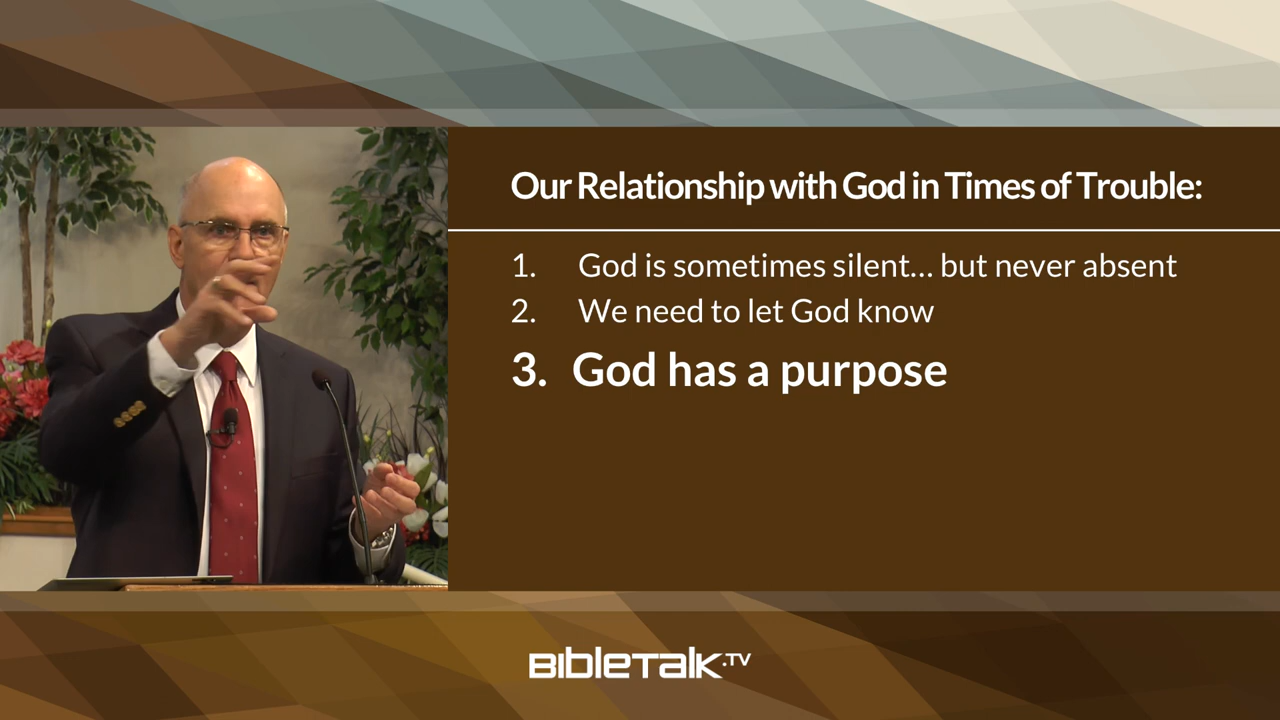 Our Relationship with God in Times of Trouble:
1. God is sometimes silent... but never absent
2. We need to let God know
3. God has a purpose
BIBLETALK.TV